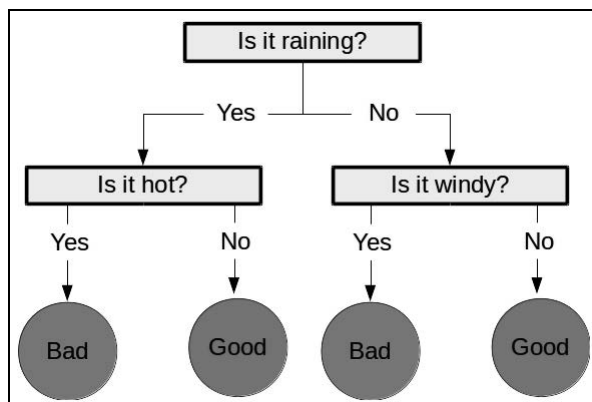 Is it raining?
Yes No
Is it hot? Is it windy?
Yes No Yes No
Bad Good Bad Good